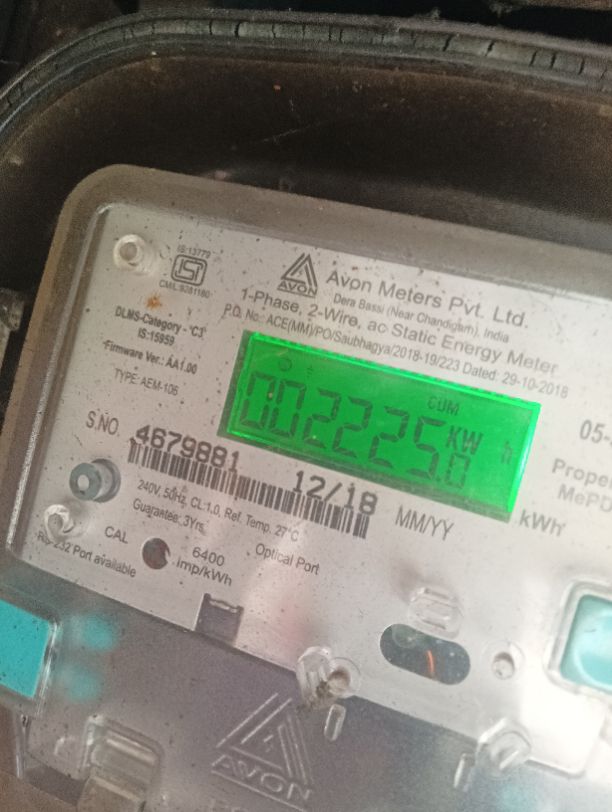 IS:13779
CM/L:9281160
AVON
Avon Meters Pvt. Ltd.
Dera Bassi (Near Chandigarh), India
1-Phase, 2-Wire, ac Static Energy Meter
P.O. No.: ACE(MM)/PO/Saubhagya/2018-19/223 Dated: 29-10-2018
DLMS-Category - 'C3'
IS:15959
Firmware Ver.: AA1.00
TYPE: AEM-106
CUM
002225.0 KW h
kWh
05-
Proper
MePD
S.NO. 4679881 12/18 MM/YY
240V, 50Hz, CL:1.0, Ref. Temp. 27°C
Guarantee: 3Yrs.
CAL 6400 imp/kWh
Optical Port
RS-232 Port available
AVON